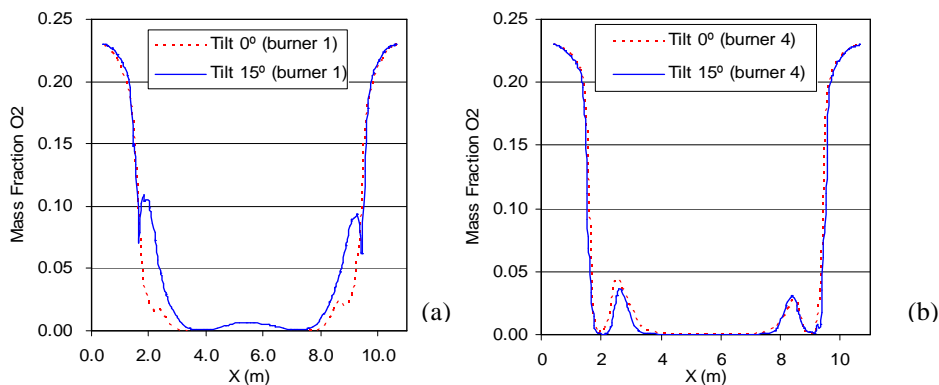 0.25
0.20
0.15
0.10
0.05
0.00
Mass Fraction O2
Tilt 0º (burner 1)
Tilt 15º (burner 1)
0.0
2.0
4.0
6.0
8.0
10.0
X (m)
(a)
0.25
0.20
0.15
0.10
0.05
0.00
Mass Fraction O2
Tilt 0º (burner 4)
Tilt 15º (burner 4)
0
2
4
6
8
10
X (m)
(b)